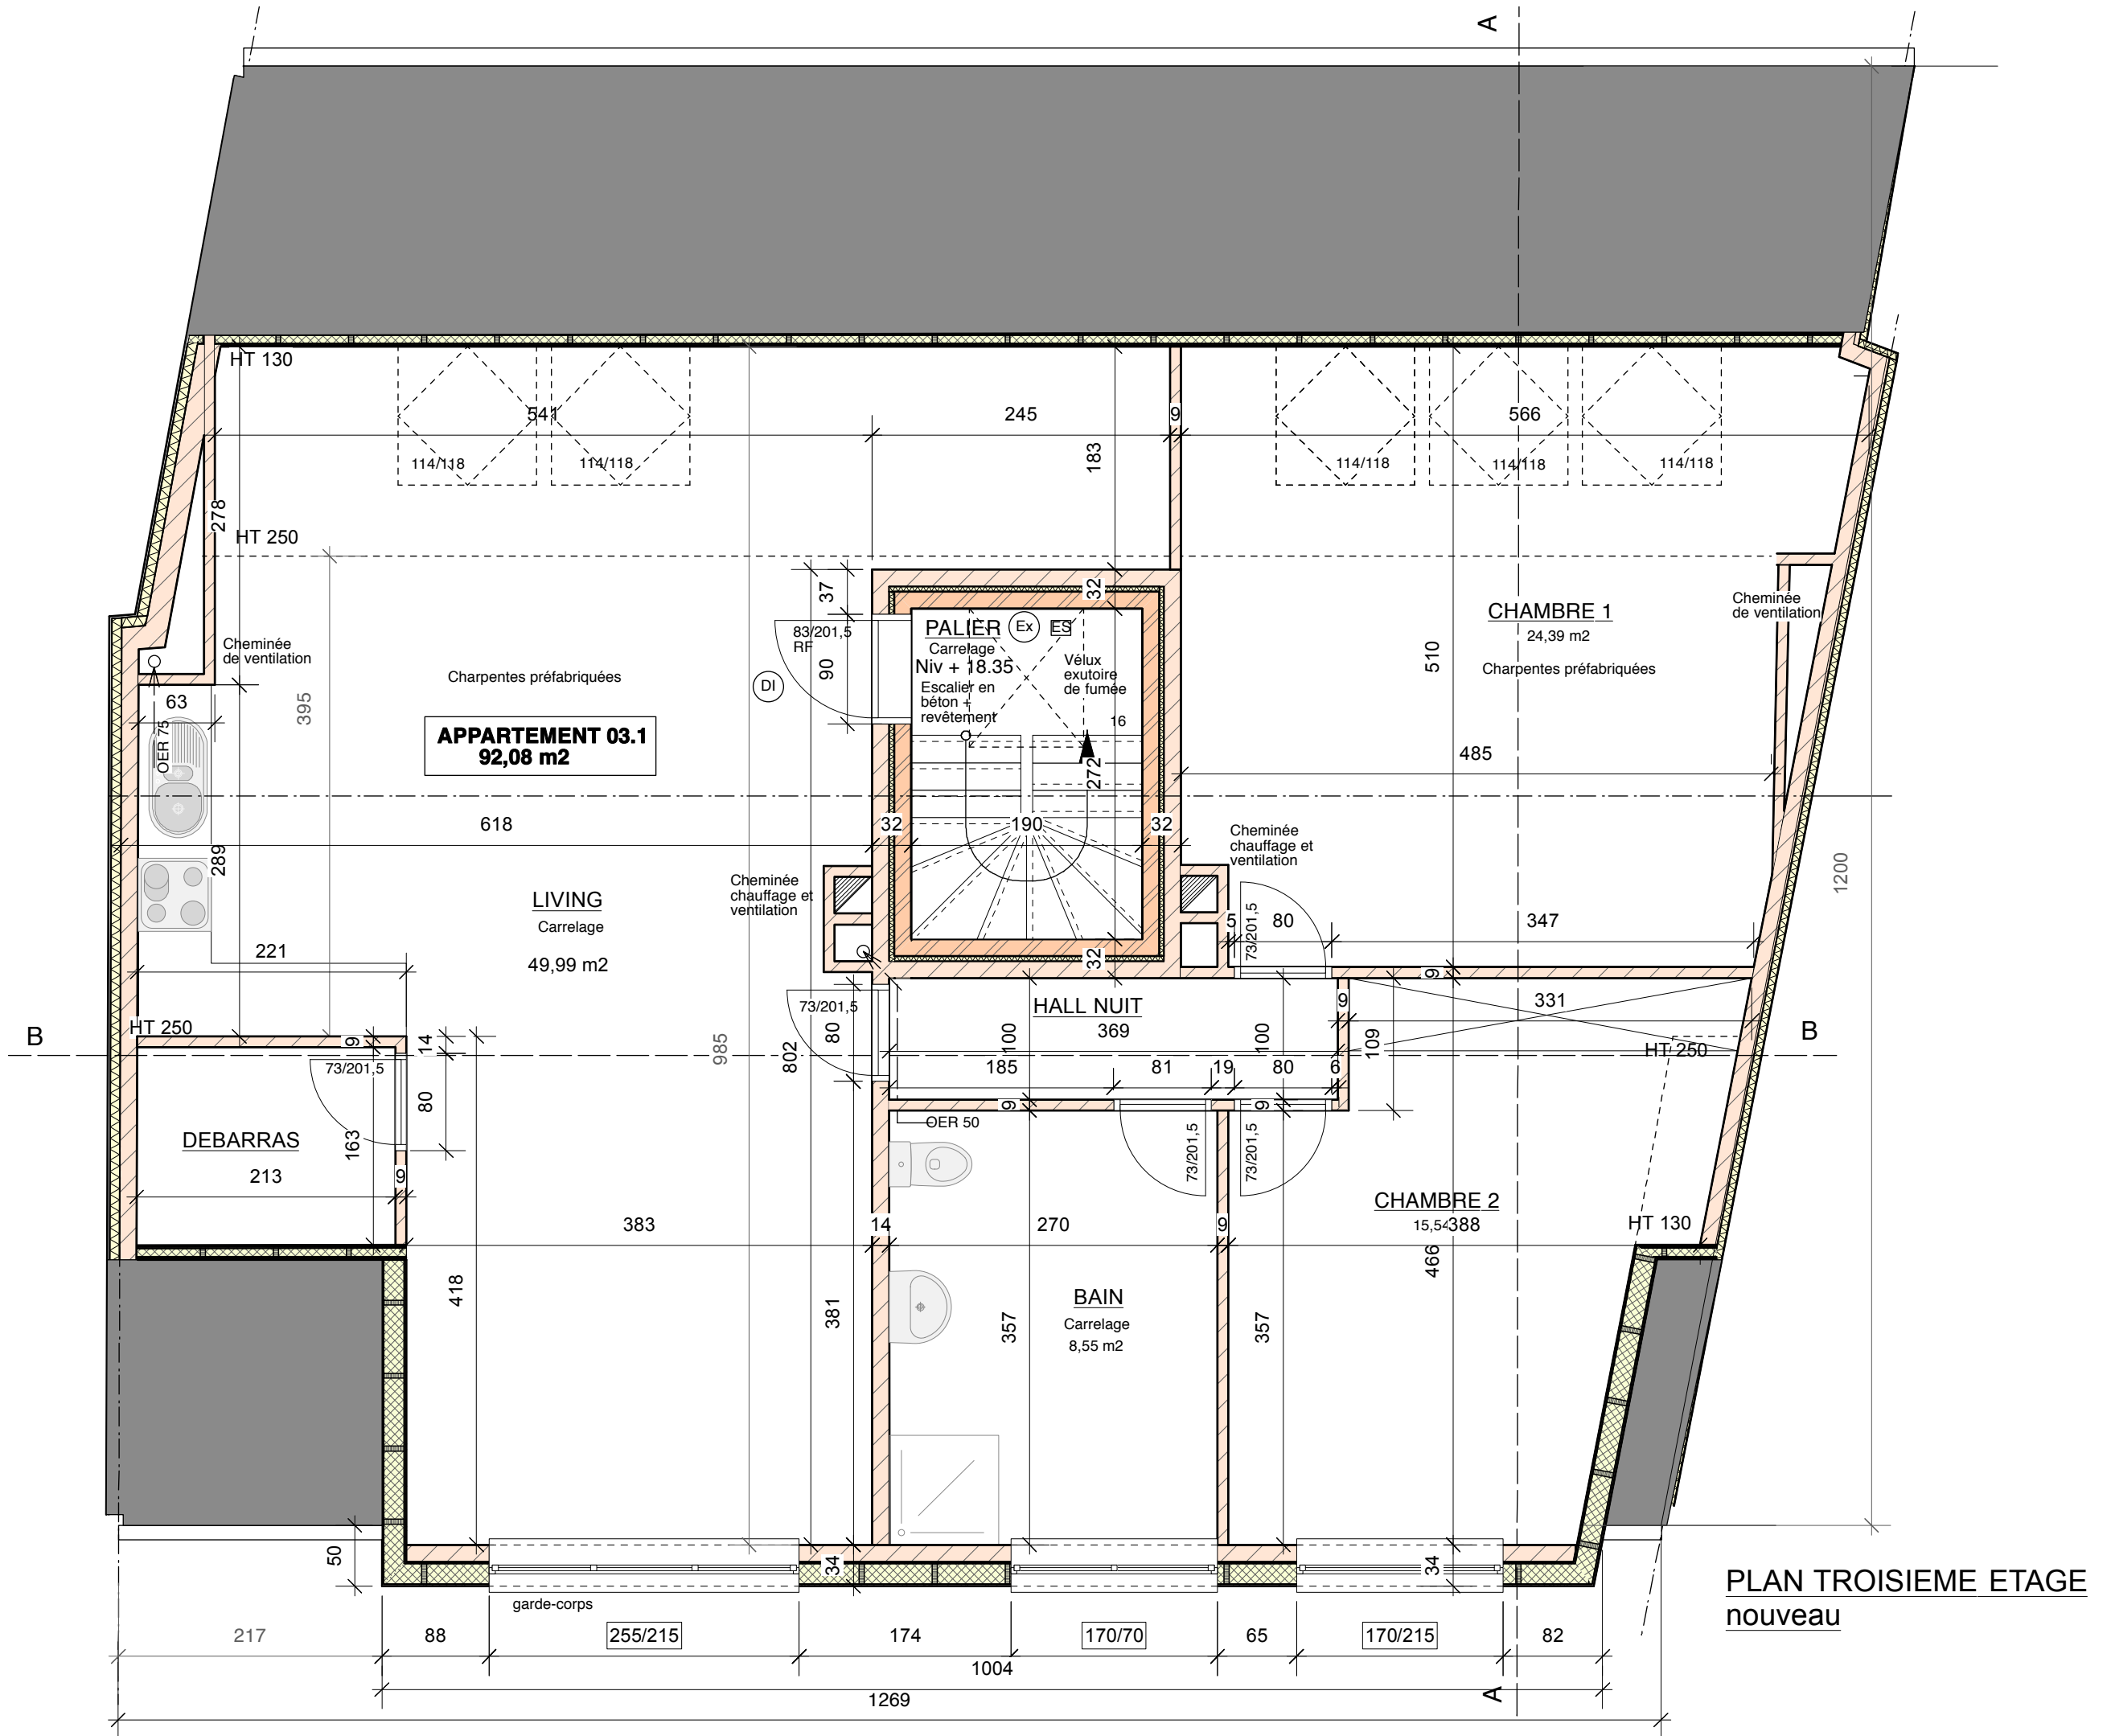 A
HT 130
541
245
9
566
183
114/118
114/118
114/118
114/118
114/118
278
HT 250
37
32
Cheminée
de ventilation
CHAMBRE 1
24,39 m2
Charpentes préfabriquées
510
83/201,5
RF
90
DI
PALIER
Ex
ES
Carrelage
Niv + 18.35
Escalier en
béton +
revêtement
Vélux
exutoire
de fumée
16
272
Cheminée
de ventilation
Charpentes préfabriquées
395
63
OER 75
APPARTEMENT 03.1
92,08 m2
485
618
32
190
32
289
Cheminée
chauffage et
ventilation
Cheminée
chauffage et
ventilation
1200
LIVING
Carrelage
49,99 m2
221
5
80
73/201,5
347
32
9
HALL NUIT
369
73/201,5
80
802
985
100
100
9
109
331
HT 250
B
B
HT 250
9
14
73/201,5
80
185
81
19
80
6
9
9
OER 50
DEBARRAS
163
213
9
73/201,5
73/201,5
CHAMBRE 2
15,54
388
466
HT 130
383
14
270
9
418
381
357
BAIN
Carrelage
8,55 m2
357
50
34
34
garde-corps
PLAN TROISIEME ETAGE
nouveau
217
88
255/215
174
170/70
65
170/215
82
1004
1269
A